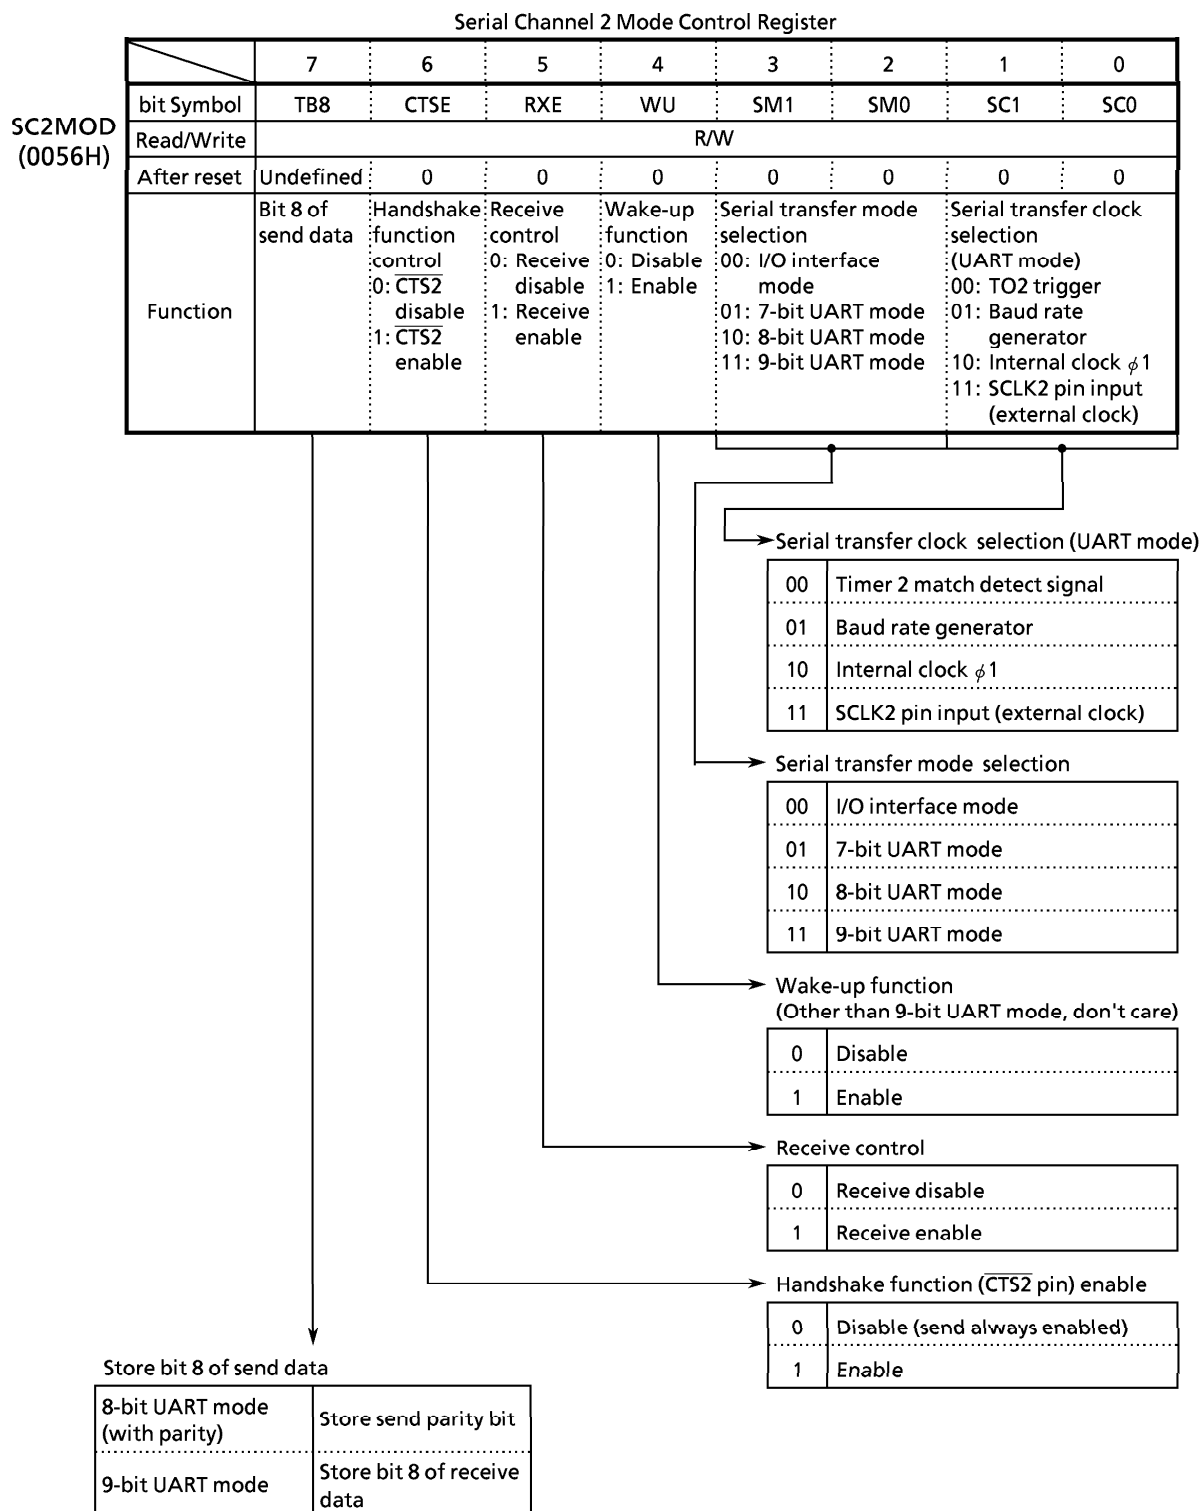 Serial Channel 2 Mode Control Register
7 6 5 4 3 2 1 0
SC2MOD
(0056H)
bit Symbol TB8 CTSE RXE WU SM1 SM0 SC1 SC0
Read/Write R/W
After reset Undefined 0 0 0 0 0 0 0
Function
Bit 8 of
send data
Handshake
function
control
0: CTS2
disable
1: CTS2
enable
Receive
control
0: Receive
disable
1: Receive
enable
Wake-up
function
0: Disable
1: Enable
Serial transfer mode
selection
00: I/O interface
mode
01: 7-bit UART mode
10: 8-bit UART mode
11: 9-bit UART mode
Serial transfer clock
selection
(UART mode)
00: TO2 trigger
01: Baud rate
generator
10: Internal clock φ1
11: SCLK2 pin input
(external clock)
Serial transfer clock selection (UART mode)
00 Timer 2 match detect signal
01 Baud rate generator
10 Internal clock φ1
11 SCLK2 pin input (external clock)
Serial transfer mode selection
00 I/O interface mode
01 7-bit UART mode
10 8-bit UART mode
11 9-bit UART mode
Wake-up function
(Other than 9-bit UART mode, don't care)
0 Disable
1 Enable
Receive control
0 Receive disable
1 Receive enable
Handshake function (CTS2 pin) enable
0 Disable (send always enabled)
1 Enable
Store bit 8 of send data
8-bit UART mode
(with parity)
Store send parity bit
9-bit UART mode
Store bit 8 of receive
data